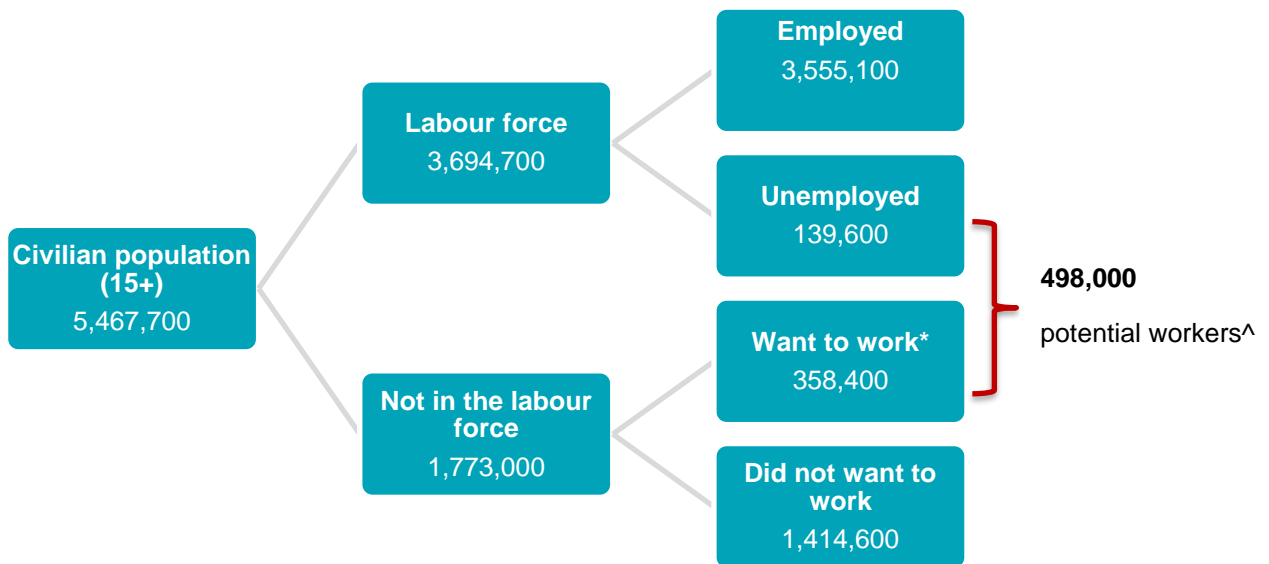 Civilian population
(15+)
5,467,700
Labour force
3,694,700
Not in the labour
force
1,773,000
Employed
3,555,100
Unemployed
139,600
Want to work*
358,400
Did not want to
work
1,414,600
498,000
potential workers^